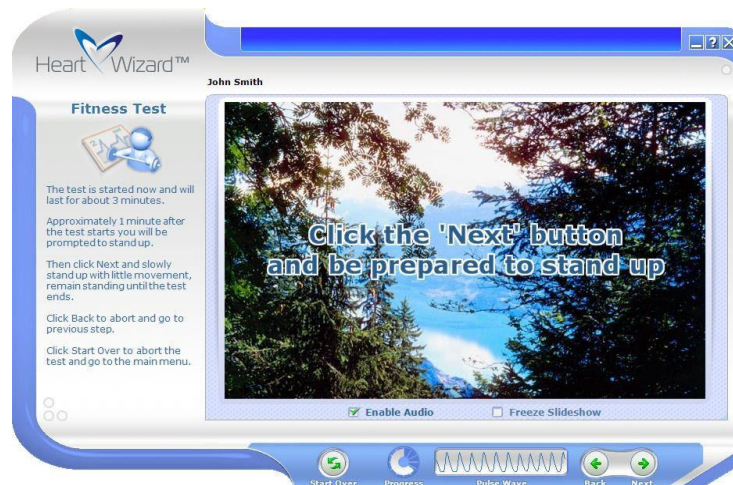 Heart Wizard™
John Smith
Fitness Test
The test is started now and will
last for about 3 minutes.
Approximately 1 minute after
the test starts you will be
prompted to stand up.
Then click Next and slowly
stand up with little movement,
remain standing until the test
ends.
Click Back to abort and go to
previous step.
Click Start Over to abort the
test and go to the main menu.
Click the 'Next' button
and be prepared to stand up
Enable Audio
Freeze Slideshow
Start Over
Progress
Pulse Wave
Back
Next